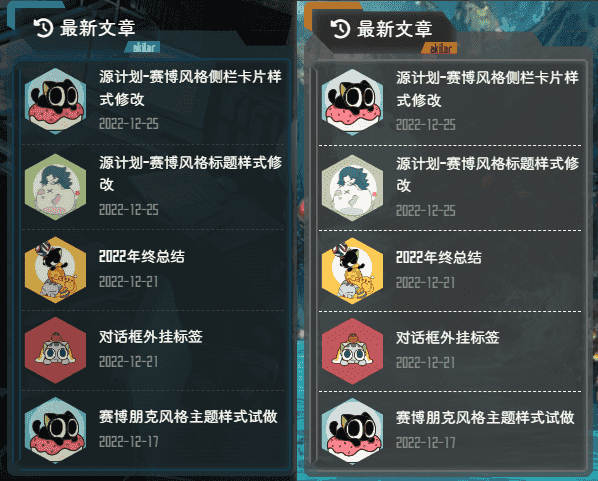 最新文章
akilar
源计划-赛博风格侧栏卡片样
式修改
2022-12-25
源计划-赛博风格标题样式修
改
2022-12-25
2022年终总结
2022-12-21
对话框外挂标签
2022-12-21
赛博朋克风格主题样式试做
2022-12-17
最新文章
akilar
源计划-赛博风格侧栏卡片样
式修改
2022-12-25
源计划-赛博风格标题样式修
改
2022-12-25
2022年终总结
2022-12-21
对话框外挂标签
2022-12-21
赛博朋克风格主题样式试做
2022-12-17